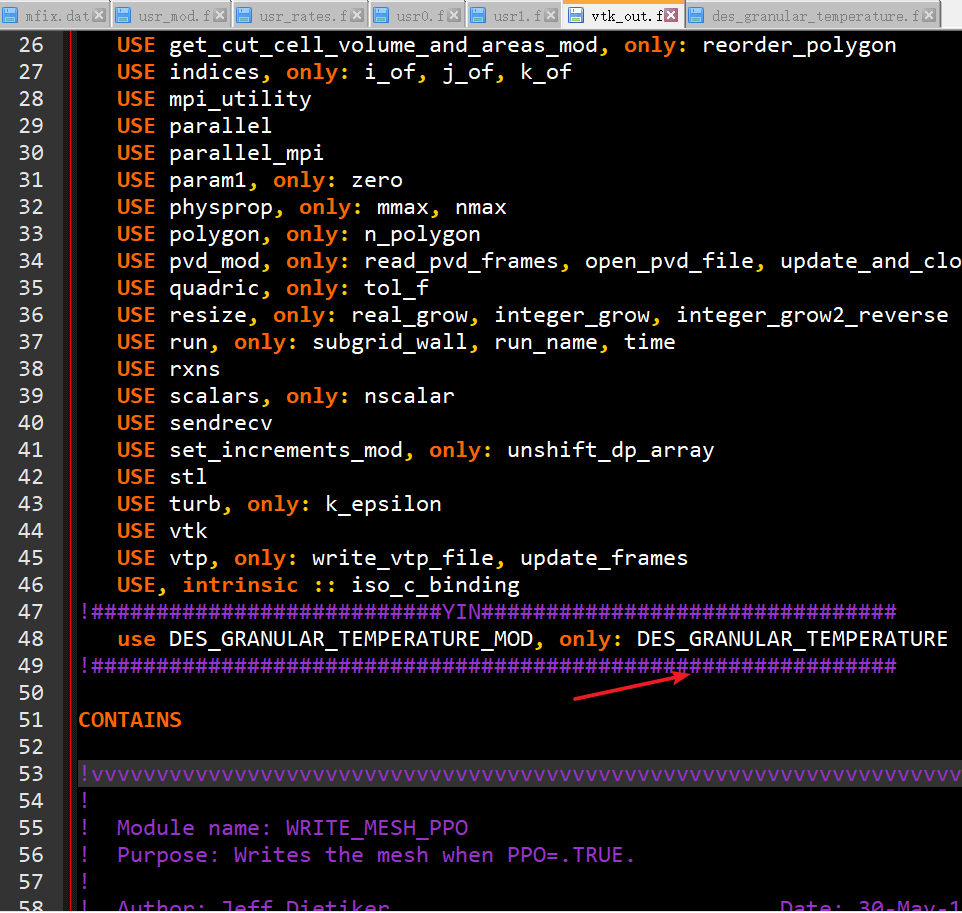 mfix.dat usr_mod.f usr_rates.f usr0.f usr1.f vtk_out.f des_granular_temperature.f
26 USE get_cut_cell_volume_and_areas_mod, only: reorder_polygon
27 USE indices, only: i_of, j_of, k_of
28 USE mpi_utility
29 USE parallel
30 USE parallel_mpi
31 USE param1, only: zero
32 USE physprop, only: mmax, nmax
33 USE polygon, only: n_polygon
34 USE pvd_mod, only: read_pvd_frames, open_pvd_file, update_and_clo
35 USE quadric, only: tol_f
36 USE resize, only: real_grow, integer_grow, integer_grow2_reverse
37 USE run, only: subgrid_wall, run_name, time
38 USE rxns
39 USE scalars, only: nscalar
40 USE sendrecv
41 USE set_increments_mod, only: unshift_dp_array
42 USE stl
43 USE turb, only: k_epsilon
44 USE vtk
45 USE vtp, only: write_vtp_file, update_frames
46 USE, intrinsic :: iso_c_binding
47 !###########################YIN################################
48 use DES_GRANULAR_TEMPERATURE_MOD, only: DES_GRANULAR_TEMPERATURE
49 !##############################################################
50
51 CONTAINS
52
53 !vvvvvvvvvvvvvvvvvvvvvvvvvvvvvvvvvvvvvvvvvvvvvvvvvvvvvvvvvvvvvvvvvvv
54 !
55 ! Module name: WRITE_MESH_PPO
56 ! Purpose: Writes the mesh when PPO=.TRUE.
57 !
58 ! Author: Jeff Dietiker Date: 30-May-1